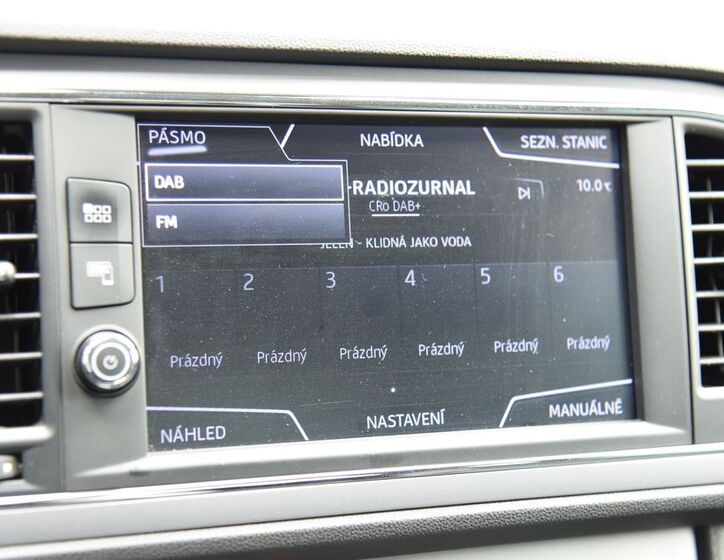 PÁSMO
NABÍDKA
SEZN. STANIC
DAB
FM
-RADIOZURNAL
CRo DAB+
10.0 °C
JELEN - KLIDNÁ JAKO VODA
1 2 3 4 5 6
Prázdný Prázdný Prázdný Prázdný Prázdný Prázdný
NÁHLED
NASTAVENÍ
MANUÁLNĚ